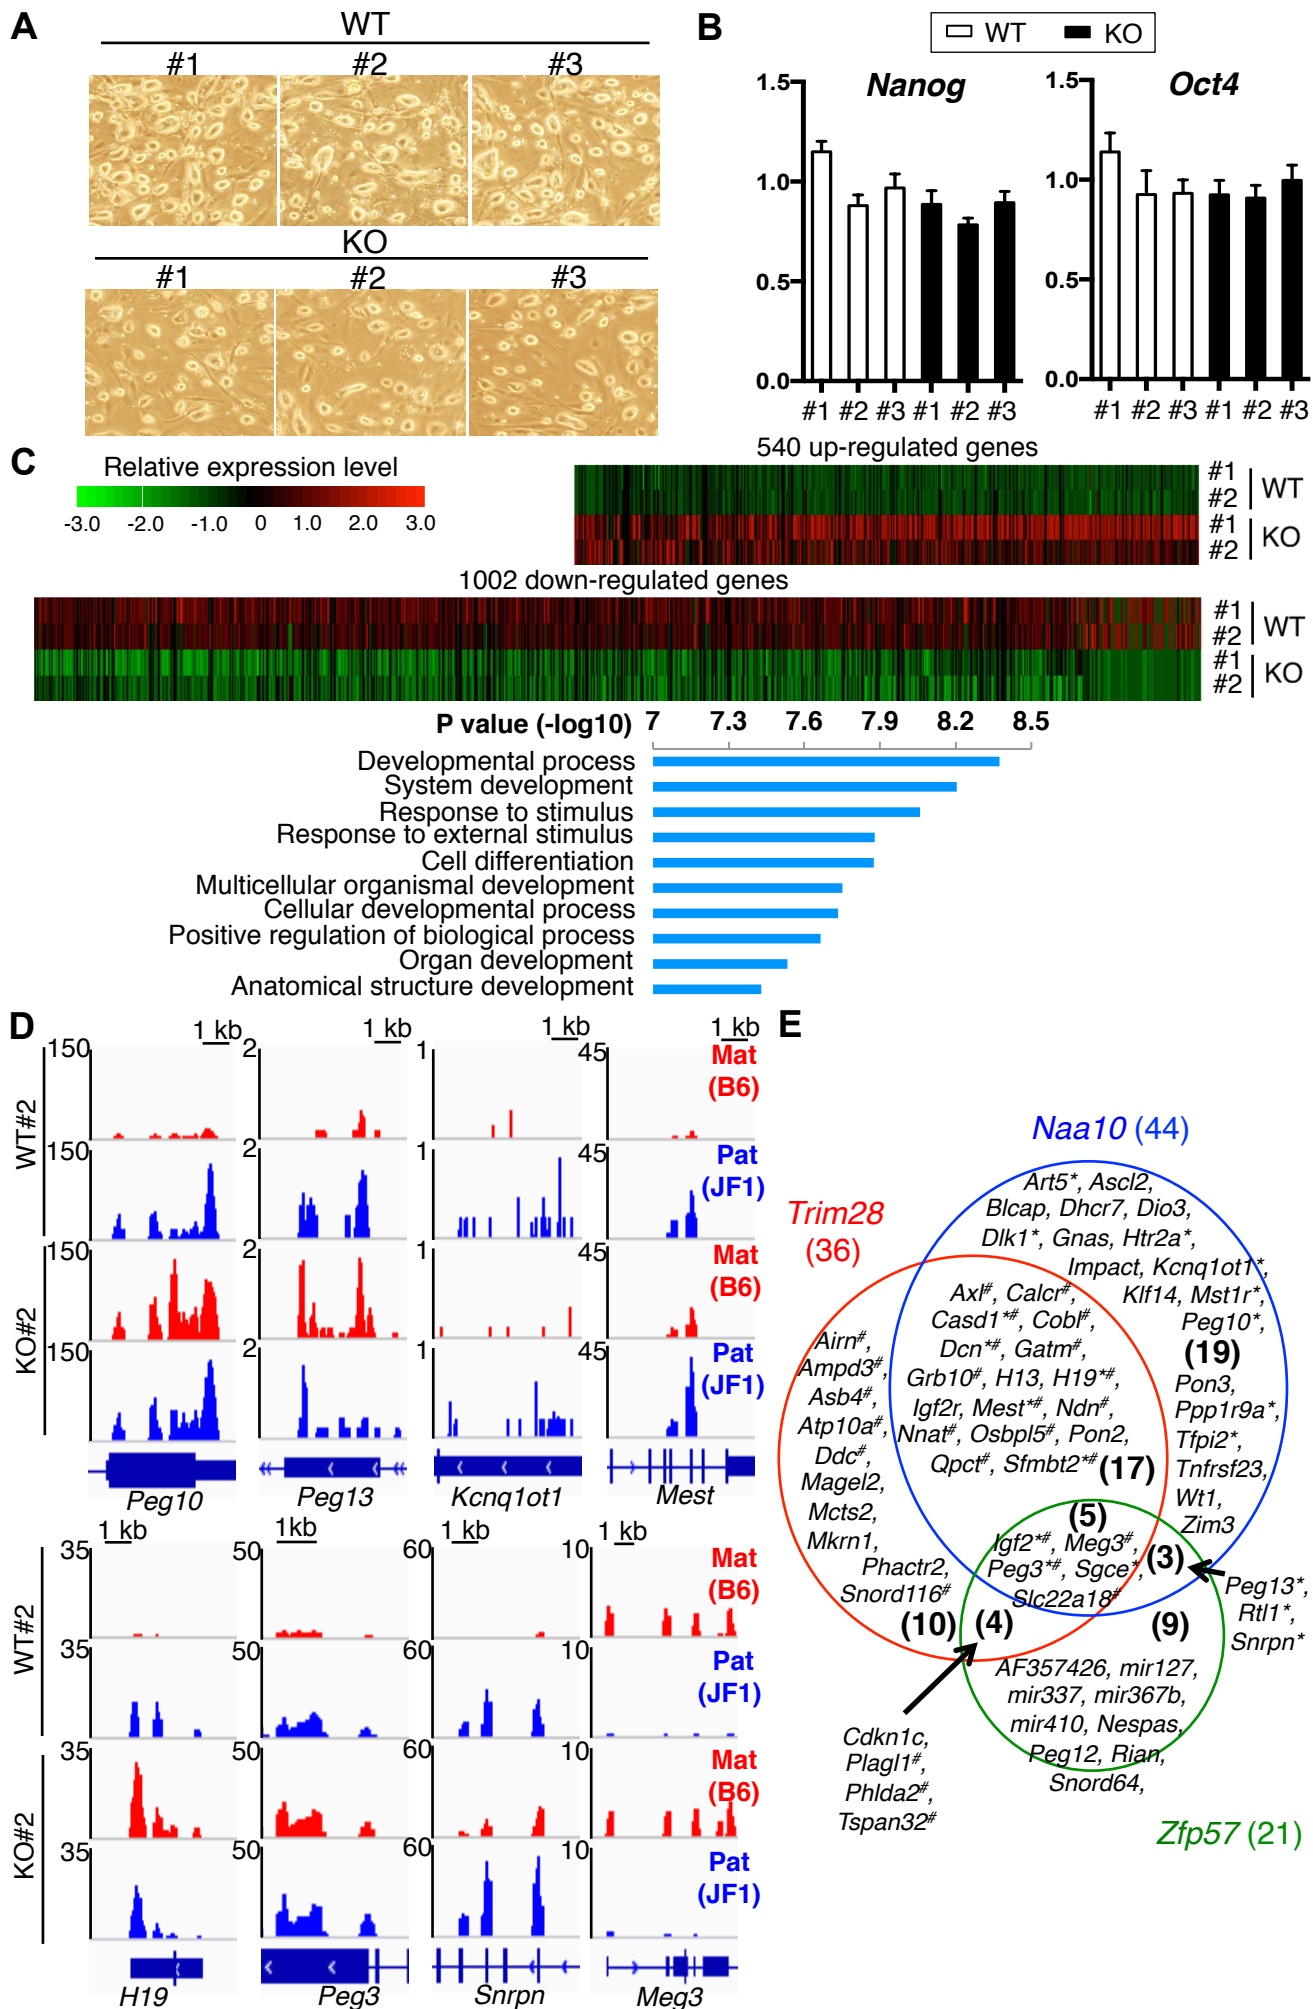 A
WT
#1 #2 #3
KO
#1 #2 #3
B
WT KO
Nanog
1.5
1.0
0.5
0.0
#1 #2 #3 #1 #2 #3
Oct4
1.5
1.0
0.5
0.0
#1 #2 #3 #1 #2 #3
C
Relative expression level
-3.0 -2.0 -1.0 0 1.0 2.0 3.0
540 up-regulated genes
#1
#2
WT
#1
#2
KO
1002 down-regulated genes
#1
#2
WT
#1
#2
KO
P value (-log10) 7 7.3 7.6 7.9 8.2 8.5
Developmental process
System development
Response to stimulus
Response to external stimulus
Cell differentiation
Multicellular organismal development
Cellular developmental process
Positive regulation of biological process
Organ development
Anatomical structure development
D
1 kb 1 kb 1 kb 1 kb
WT#2
150 2 1 45
Mat
(B6)
150 2 1 45
Pat
(JF1)
KO#2
150 2 1 45
Mat
(B6)
150 2 1 45
Pat
(JF1)
Peg10 Peg13 Kcnq1ot1 Mest
1 kb 1kb 1 kb 1 kb
WT#2
35 50 60 10
Mat
(B6)
35 50 60 10
Pat
(JF1)
KO#2
35 50 60 10
Mat
(B6)
35 50 60 10
Pat
(JF1)
H19 Peg3 Snrpn Meg3
E
Naa10 (44)
Art5*, Ascl2,
Blcap, Dhcr7, Dio3,
Dlk1*, Gnas, Htr2a*,
Impact, Kcnq1ot1*,
Klf14, Mst1r*,
Peg10*,
(19)
Pon3,
Ppp1r9a*,
Tfpi2*,
Tnfrsf23,
Wt1,
Zim3
Trim28
(36)
Axl#, Calcr#,
Casd1*#, Cobl#,
Dcn*#, Gatm#,
Grb10#, H13, H19*#,
Igf2r, Mest*#, Ndn#,
Nnat#, Osbpl5#, Pon2,
Qpct#, Sfmbt2*# (17)
Airn#,
Ampd3#,
Asb4#,
Atp10a#,
Ddc#,
Magel2,
Mcts2,
Mkrn1,
Phactr2,
Snord116#
(10)
(5)
Igf2*#, Meg3#,
Peg3*#, Sgce*,
Slc22a18#
(3)
Peg13*,
Rtl1*,
Snrpn*
(4)
Cdkn1c,
Plagl1#,
Phlda2#,
Tspan32#
(9)
AF357426, mir127,
mir337, mir367b,
mir410, Nespas,
Peg12, Rian,
Snord64,
Zfp57 (21)